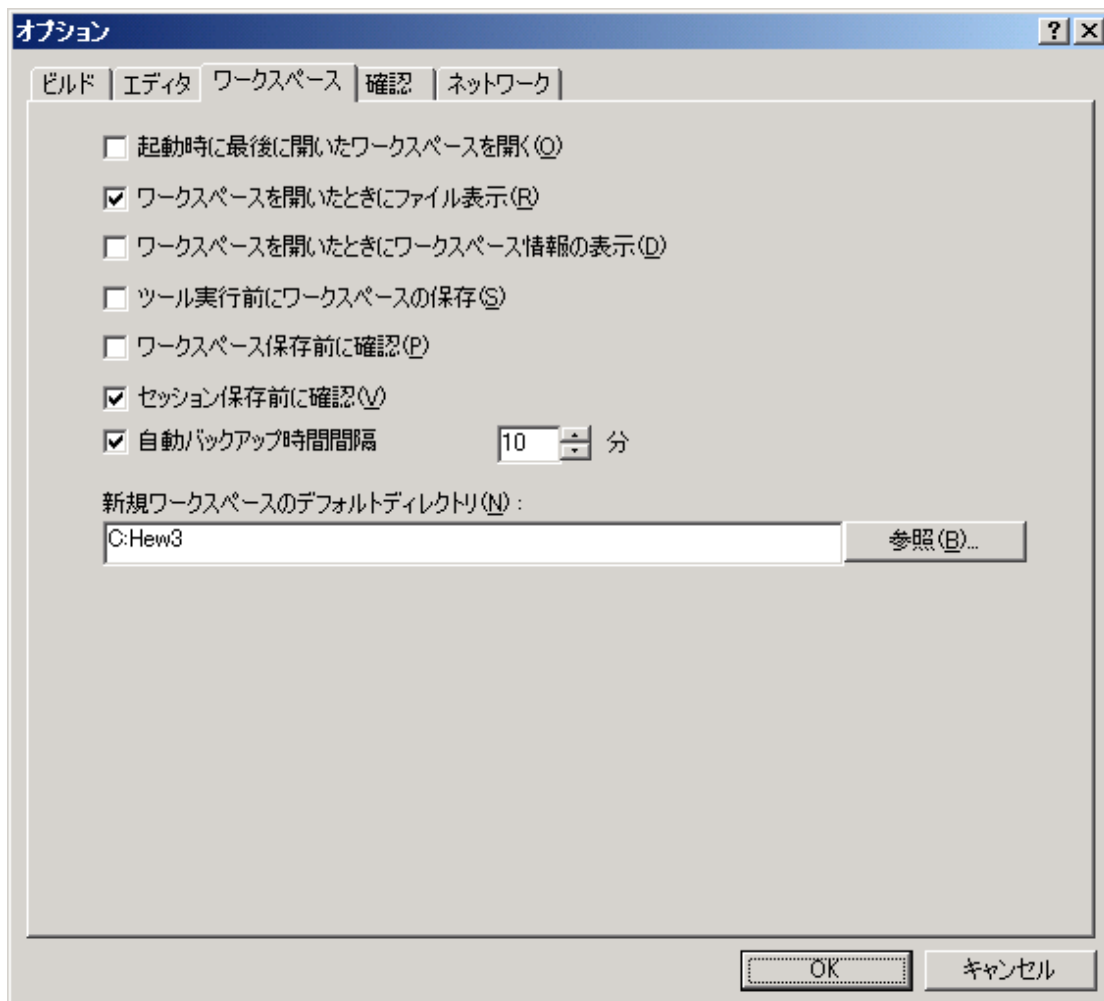 オプション
ビルド エディタ ワークスペース 確認 ネットワーク
起動時に最後に開いたワークスペースを開く(O)
ワークスペースを開いたときにファイル表示(R)
ワークスペースを開いたときにワークスペース情報の表示(D)
ツール実行前にワークスペースの保存(S)
ワークスペース保存前に確認(P)
セッション保存前に確認(V)
自動バックアップ時間間隔 10 分
新規ワークスペースのデフォルトディレクトリ(N):
C:Hew3 参照(B)...
OK キャンセル